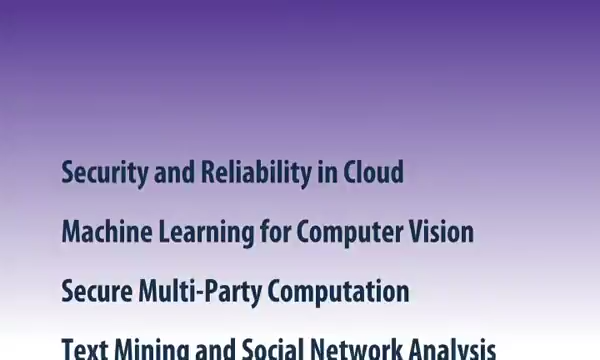 Security and Reliability in Cloud
Machine Learning for Computer Vision
Secure Multi-Party Computation
Text Mining and Social Network Analysis